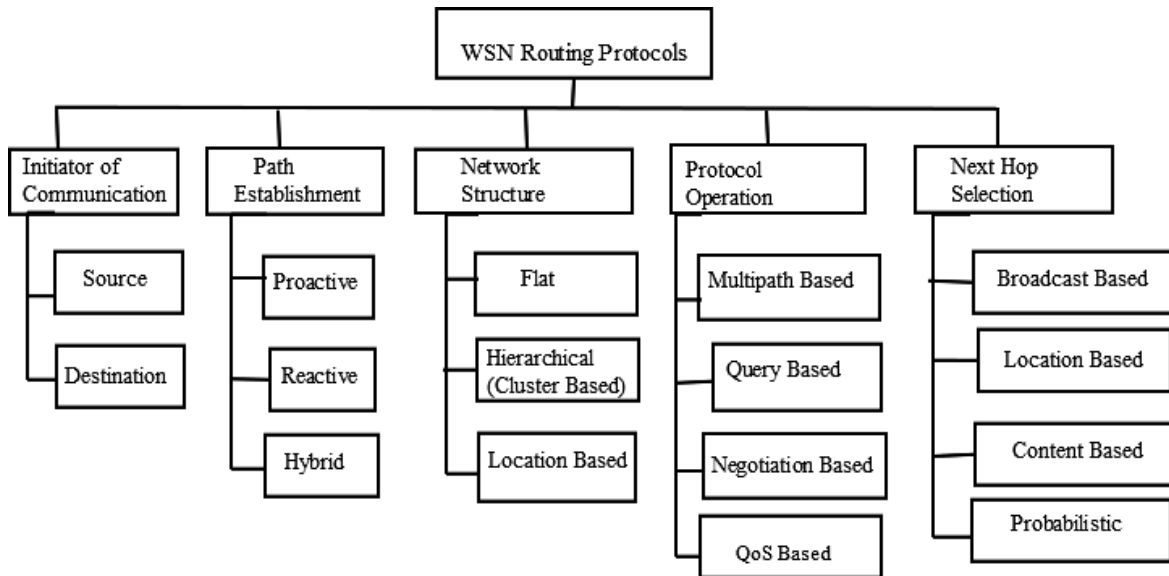 WSN Routing Protocols
Initiator of
Communication
Source
Destination
Path
Establishment
Proactive
Reactive
Hybrid
Network
Structure
Flat
Hierarchical
(Cluster Based)
Location Based
Protocol
Operation
Multipath Based
Query Based
Negotiation Based
QoS Based
Next Hop
Selection
Broadcast Based
Location Based
Content Based
Probabilistic